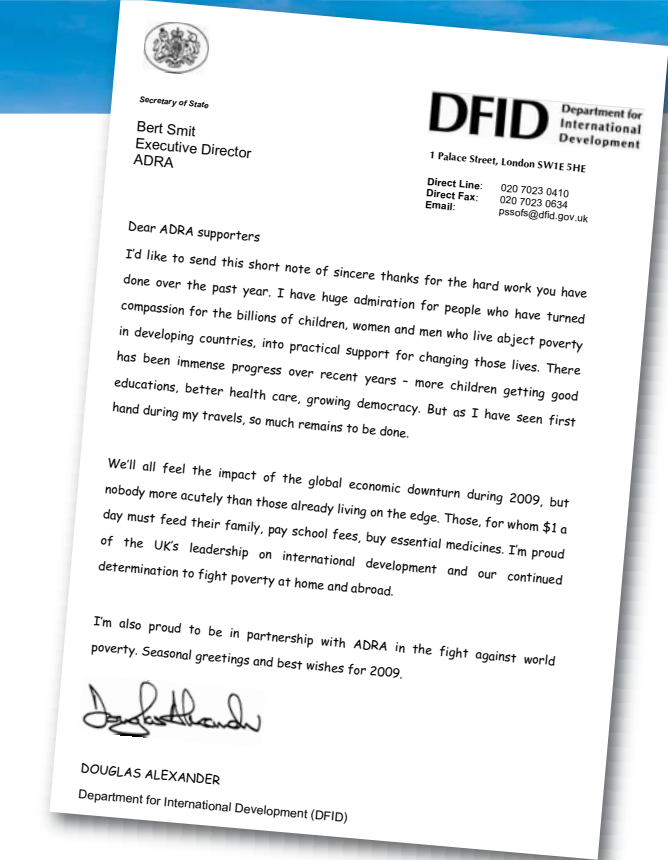 Secretary of State
Bert Smit
Executive Director
ADRA
DFID
Department for
International
Development
1 Palace Street, London SW1E 5HE
Direct Line: 020 7023 0410
Direct Fax: 020 7023 0634
Email: pssofs@dfid.gov.uk
Dear ADRA supporters
I'd like to send this short note of sincere thanks for the hard work you have
done over the past year. I have huge admiration for people who have turned
compassion for the billions of children, women and men who live abject poverty
in developing countries, into practical support for changing those lives. There
has been immense progress over recent years – more children getting good
educations, better health care, growing democracy. But as I have seen first
hand during my travels, so much remains to be done.
We'll all feel the impact of the global economic downturn during 2009, but
nobody more acutely than those already living on the edge. Those, for whom $1 a
day must feed their family, pay school fees, buy essential medicines. I'm proud
of the UK's leadership on international development and our continued
determination to fight poverty at home and abroad.
I'm also proud to be in partnership with ADRA in the fight against world
poverty. Seasonal greetings and best wishes for 2009.
Douglas Alexander
DOUGLAS ALEXANDER
Department for International Development (DFID)